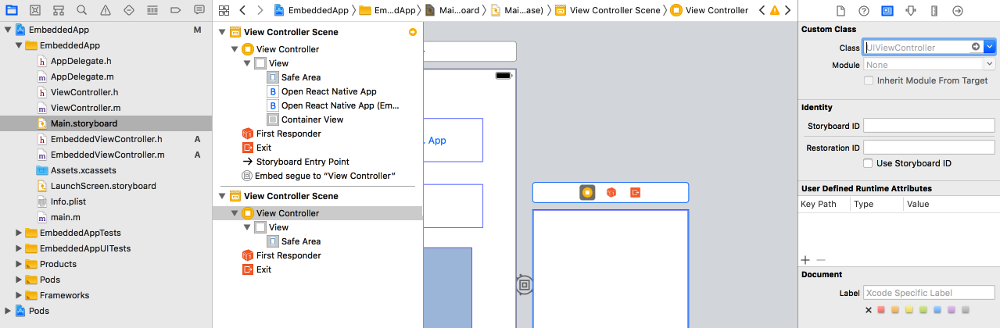 EmbeddedApp
Em...dApp
Mai...oard
Mai...ase)
View Controller Scene
View Controller
EmbeddedApp
M
EmbeddedApp
AppDelegate.h
AppDelegate.m
ViewController.h
ViewController.m
Main.storyboard
EmbeddedViewController.h
A
EmbeddedViewController.m
A
Assets.xcassets
LaunchScreen.storyboard
Info.plist
main.m
EmbeddedAppTests
EmbeddedAppUITests
Products
Pods
Frameworks
Pods
View Controller Scene
View Controller
View
Safe Area
B Open React Native App
B Open React Native App (Em...
Container View
First Responder
Exit
Storyboard Entry Point
Embed segue to “View Controller”
View Controller Scene
View Controller
View
Safe Area
First Responder
Exit
App
Custom Class
Class UIViewController
Module None
Inherit Module From Target
Identity
Storyboard ID
Restoration ID
Use Storyboard ID
User Defined Runtime Attributes
Key Path Type Value
Document
Label Xcode Specific Label